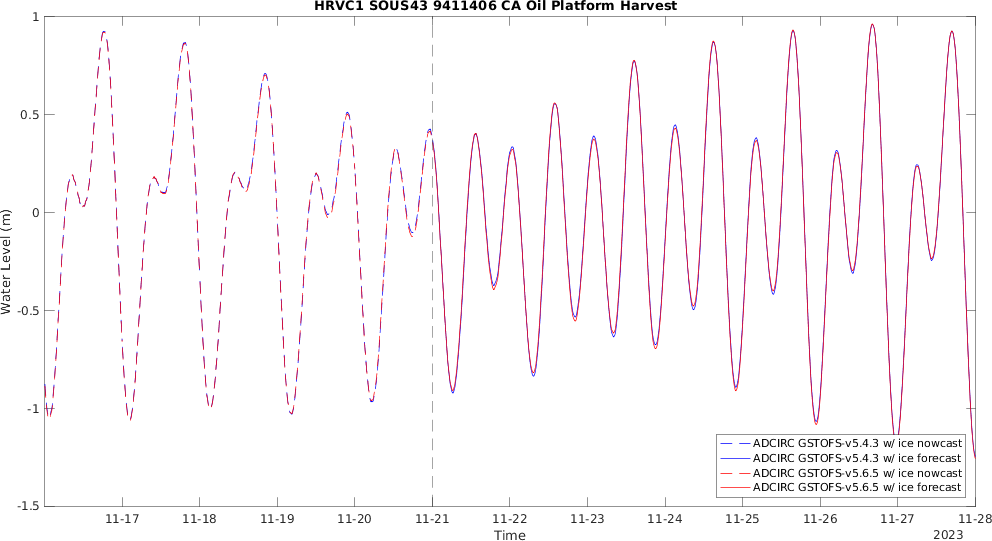 HRVC1 SOUS43 9411406 CA Oil Platform Harvest
Water Level (m)
1
0.5
0
-0.5
-1
-1.5
11-17 11-18 11-19 11-20 11-21 11-22 11-23 11-24 11-25 11-26 11-27 11-28
Time
2023
ADCIRC GSTOFS-v5.4.3 w/ ice nowcast
ADCIRC GSTOFS-v5.4.3 w/ ice forecast
ADCIRC GSTOFS-v5.6.5 w/ ice nowcast
ADCIRC GSTOFS-v5.6.5 w/ ice forecast